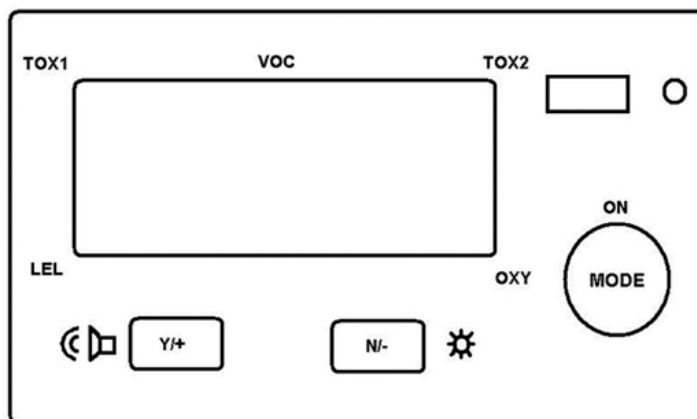 TOX1 VOC TOX2
ON
LEL OXY MODE
Y/+ N/-